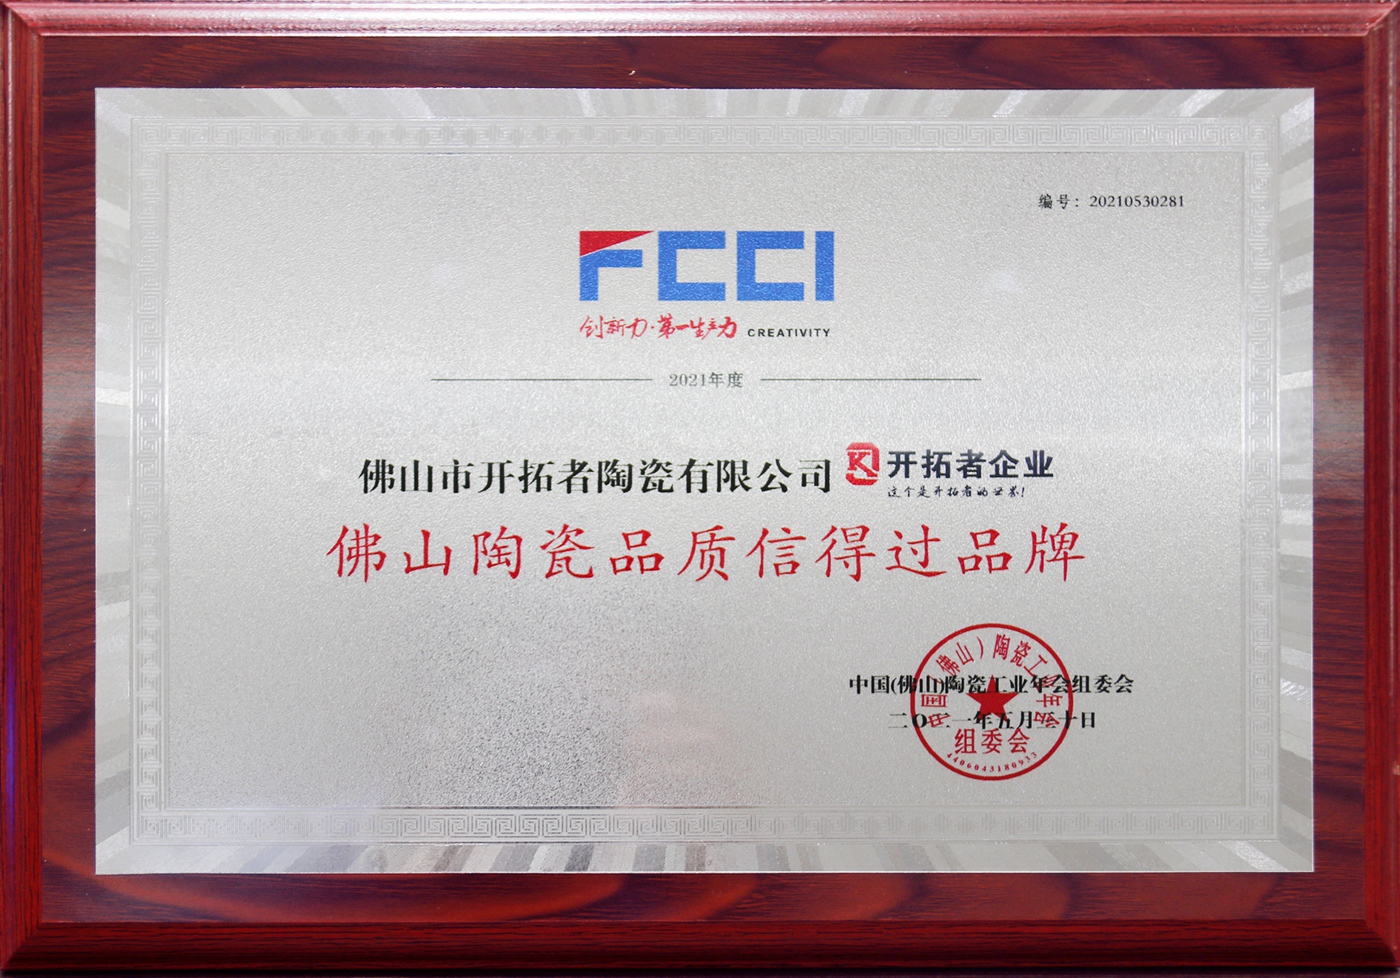 编号：20210530281
FCCI
创新力·第一生产力 CREATIVITY
2021年度
佛山市开拓者陶瓷有限公司 开拓者企业
这个是开拓者的世界!
佛山陶瓷品质信得过品牌
中国(佛山)陶瓷工业年会组委会
二〇二一年五月三十日
中国(佛山)陶瓷工业年会
组委会